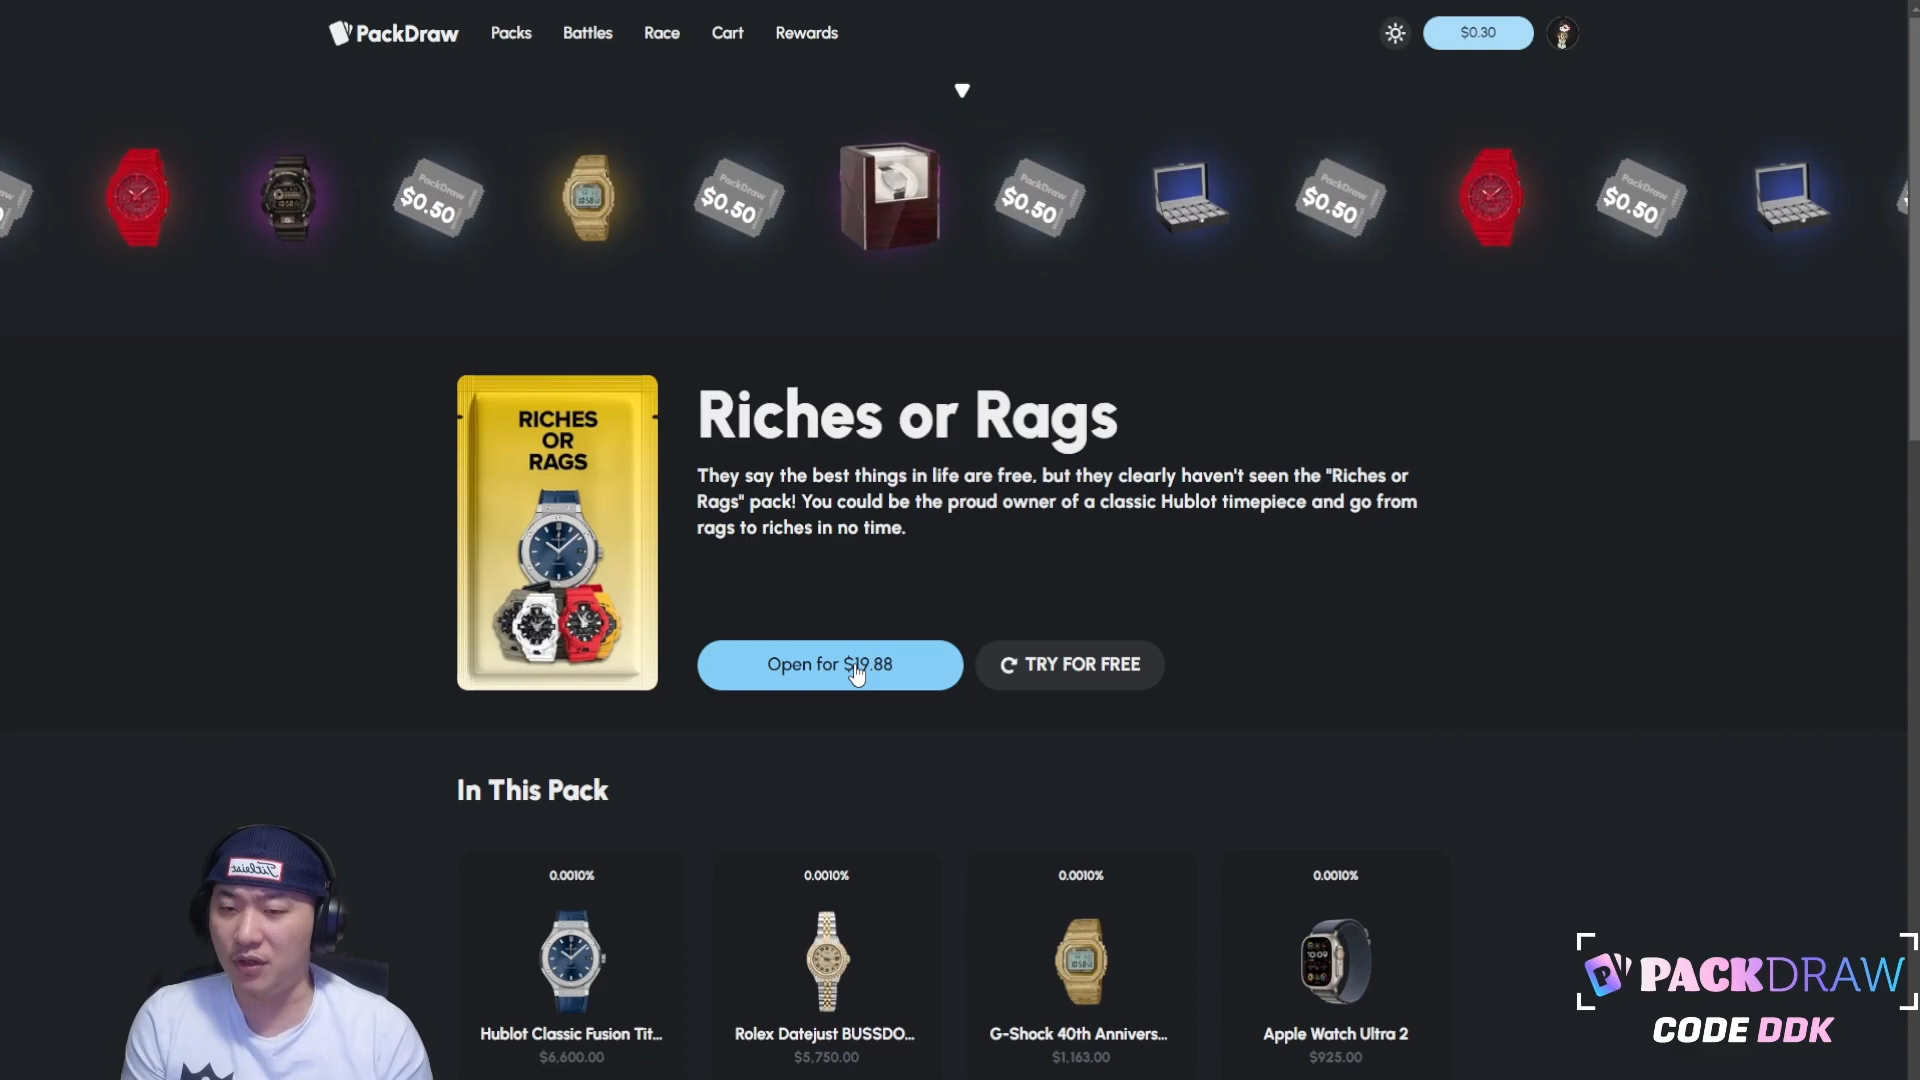 PackDraw Packs Battles Race Cart Rewards $0.30
$0.50 PackDraw $0.50 PackDraw $0.50 PackDraw $0.50 PackDraw $0.50
RICHES
OR
RAGS
Riches or Rags
They say the best things in life are free, but they clearly haven't seen the "Riches or
Rags" pack! You could be the proud owner of a classic Hublot timepiece and go from
rags to riches in no time.
Open for $19.88 TRY FOR FREE
In This Pack
0.0010% 0.0010% 0.0010% 0.0010%
Hublot Classic Fusion Tit... Rolex Datejust BUSSDO... G-Shock 40th Annivers... Apple Watch Ultra 2
$6,600.00 $5,750.00 $1,163.00 $925.00
Titleist
PACKDRAW
CODE DDK